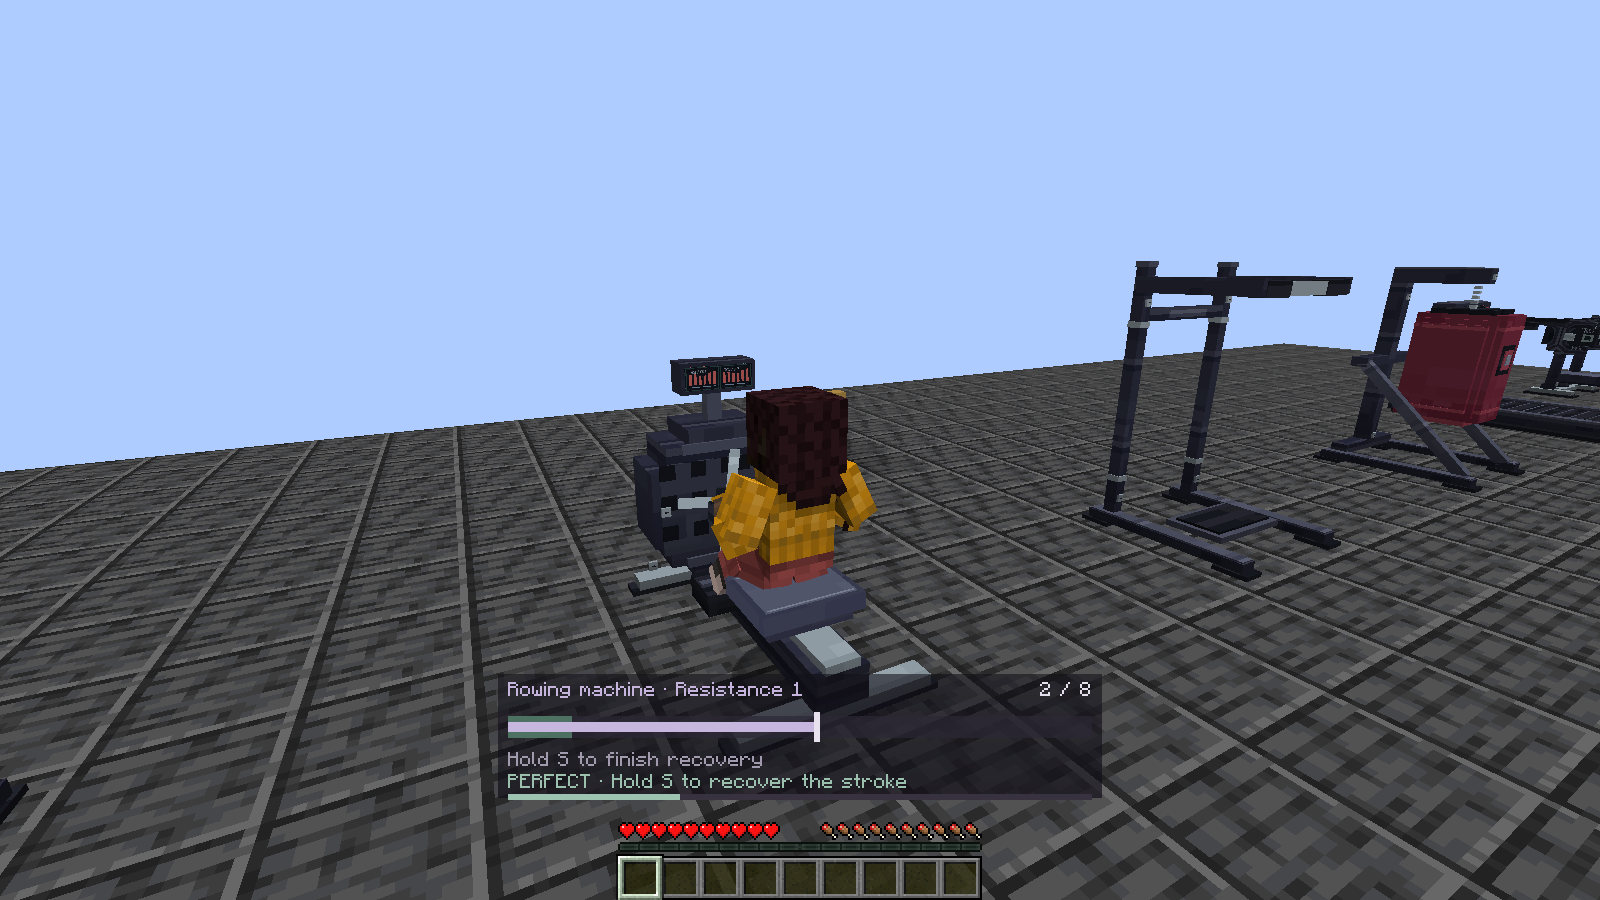 Rowing machine · Resistance 1
2 / 8
Hold S to finish recovery
PERFECT · Hold S to recover the stroke